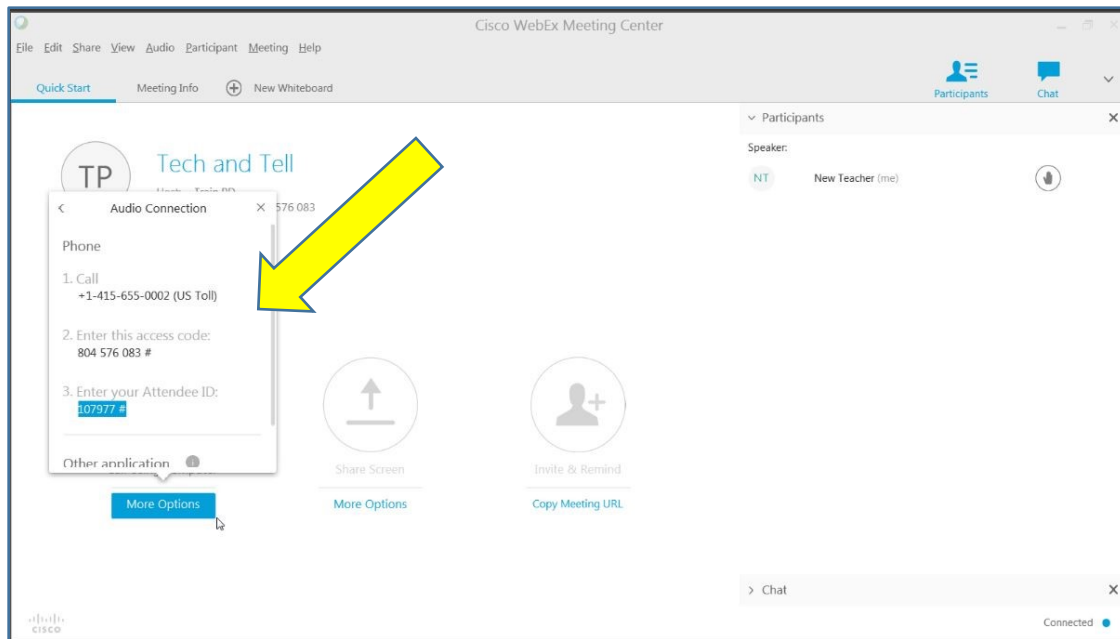 Cisco WebEx Meeting Center
File Edit Share View Audio Participant Meeting Help
Quick Start Meeting Info New Whiteboard
Participants Chat
Participants
Speaker:
NT New Teacher (me)
TP
Tech and Tell
576 083
Audio Connection
Phone
1. Call
+1-415-655-0002 (US Toll)
2. Enter this access code:
804 576 083 #
3. Enter your Attendee ID:
107977 #
Other application
More Options
Share Screen
More Options
Invite & Remind
Copy Meeting URL
Chat
Connected
CISCO